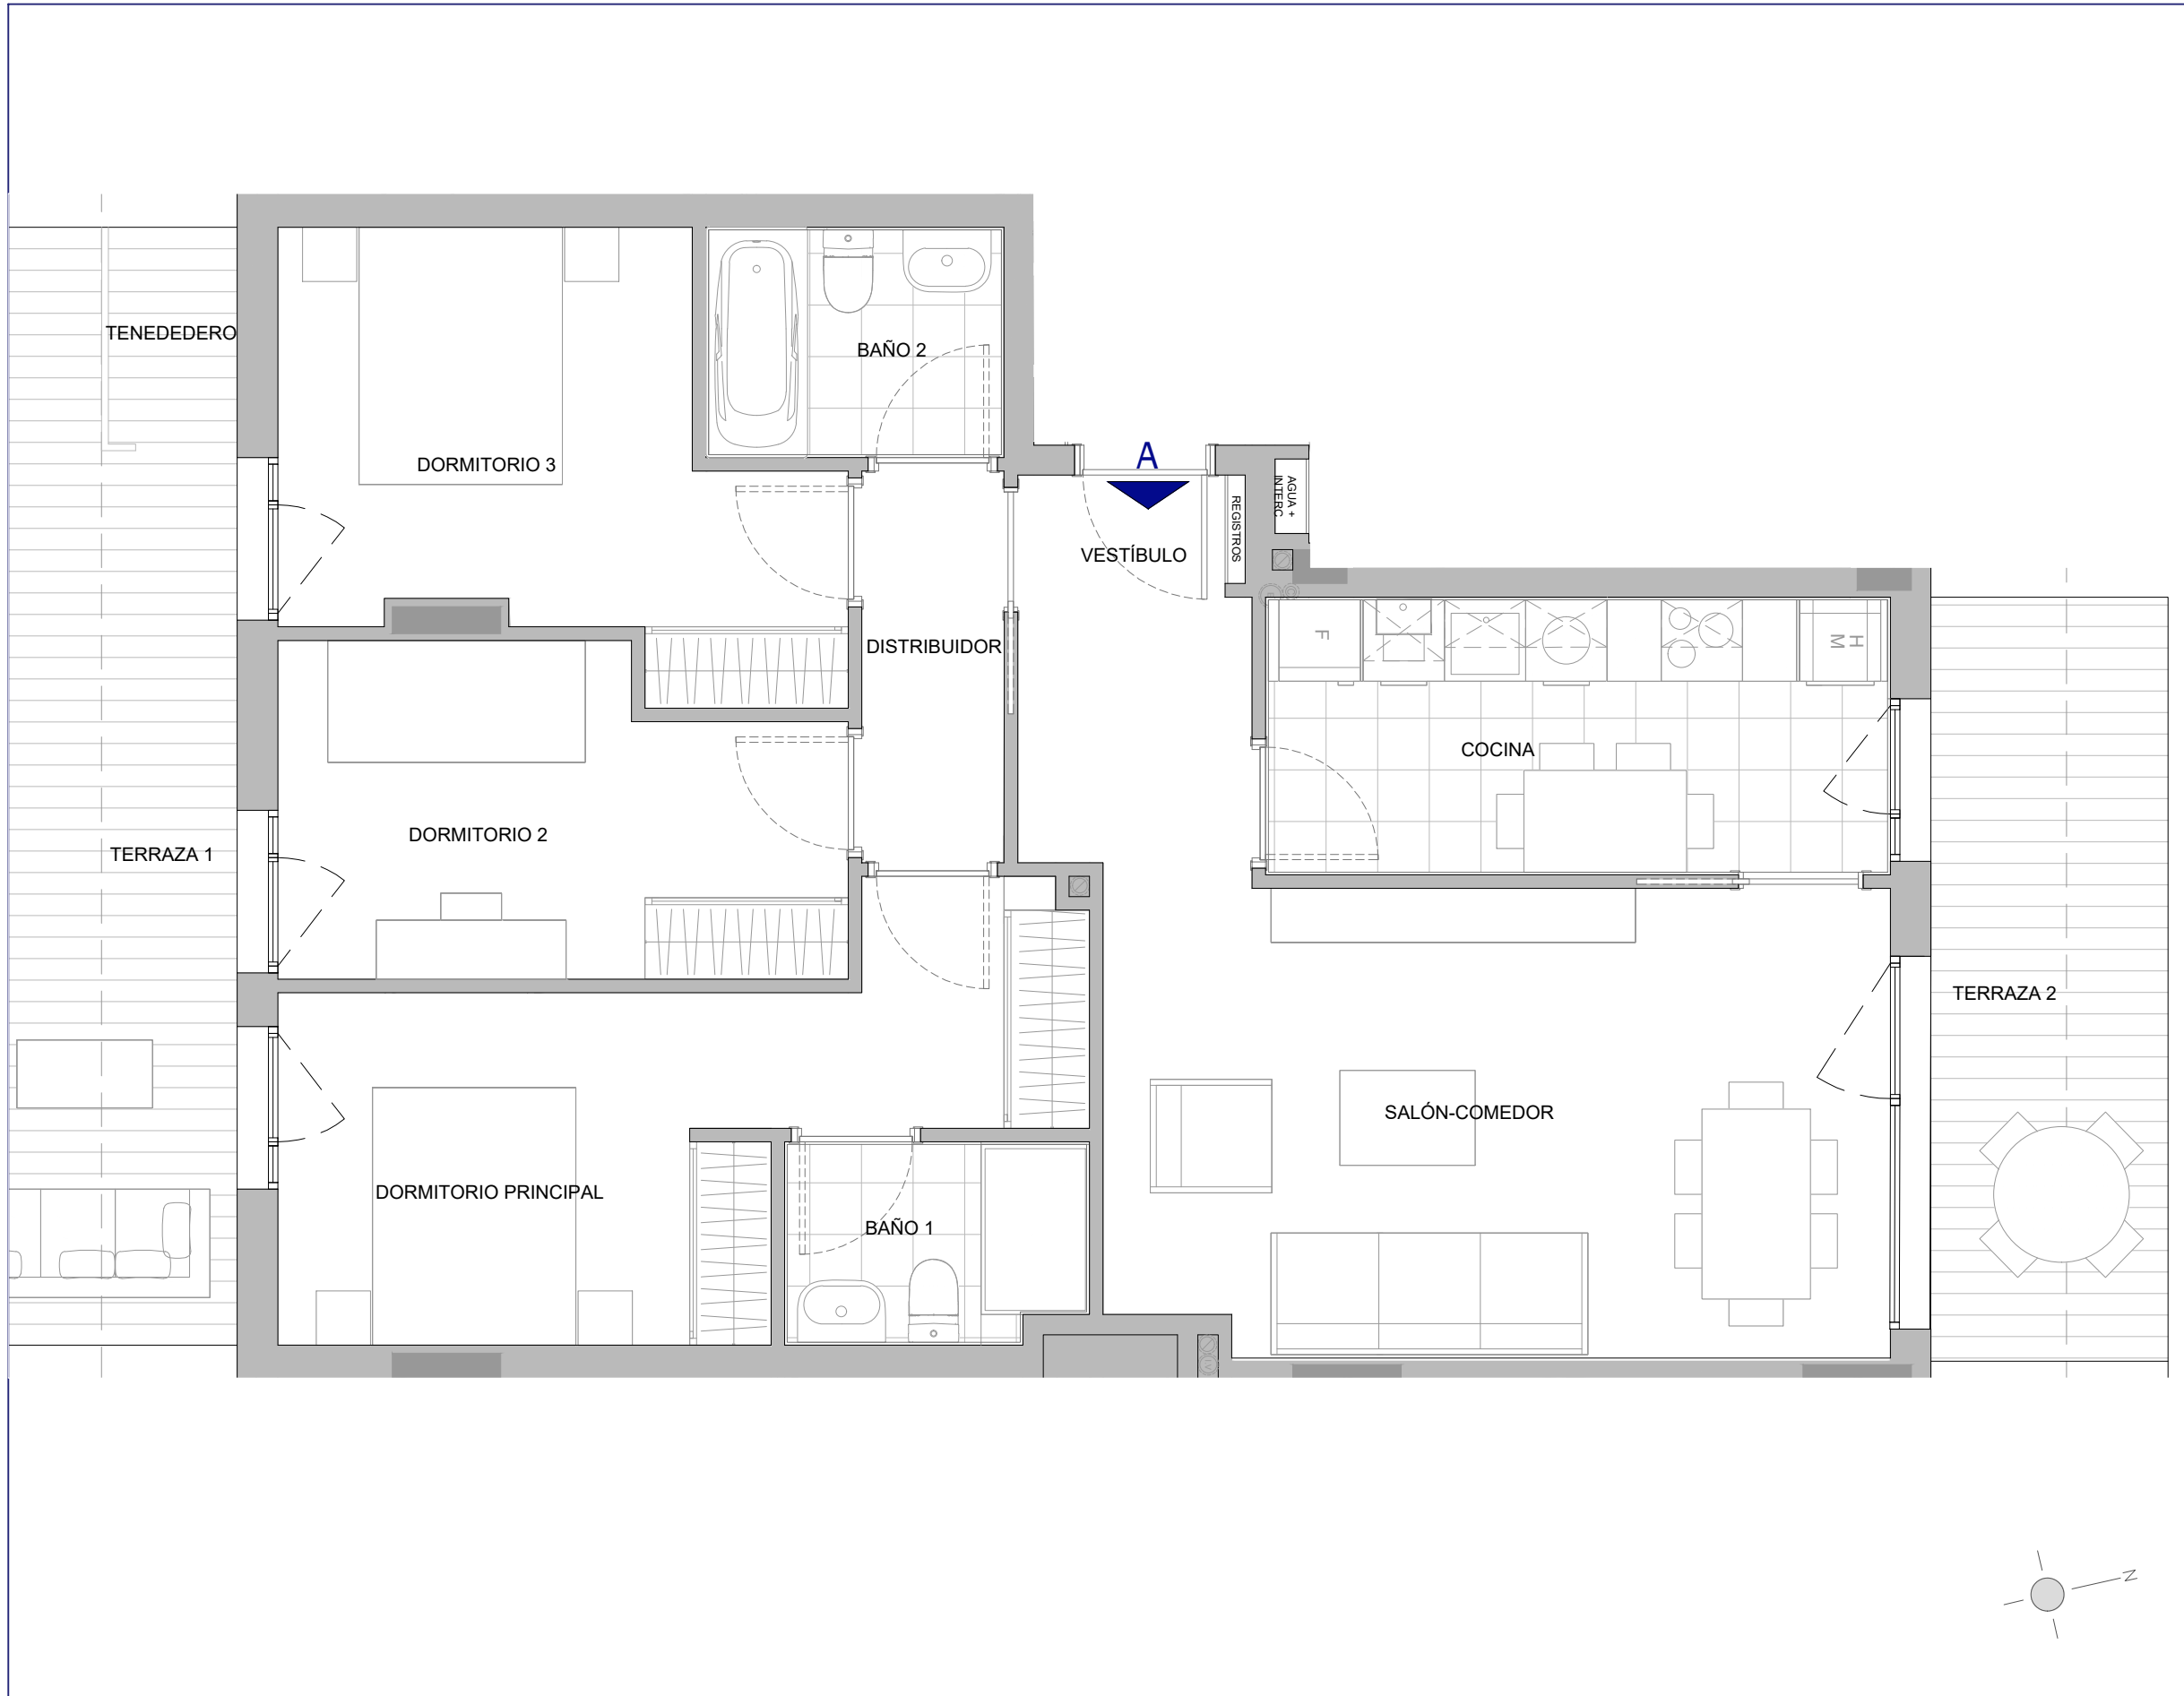 TENEDEDERO
BAÑO 2
DORMITORIO 3
A
AGUA +
INTERC
REGISTROS
VESTÍBULO
DISTRIBUIDOR
F
H
M
COCINA
DORMITORIO 2
TERRAZA 1
TERRAZA 2
SALÓN-COMEDOR
DORMITORIO PRINCIPAL
BAÑO 1
N